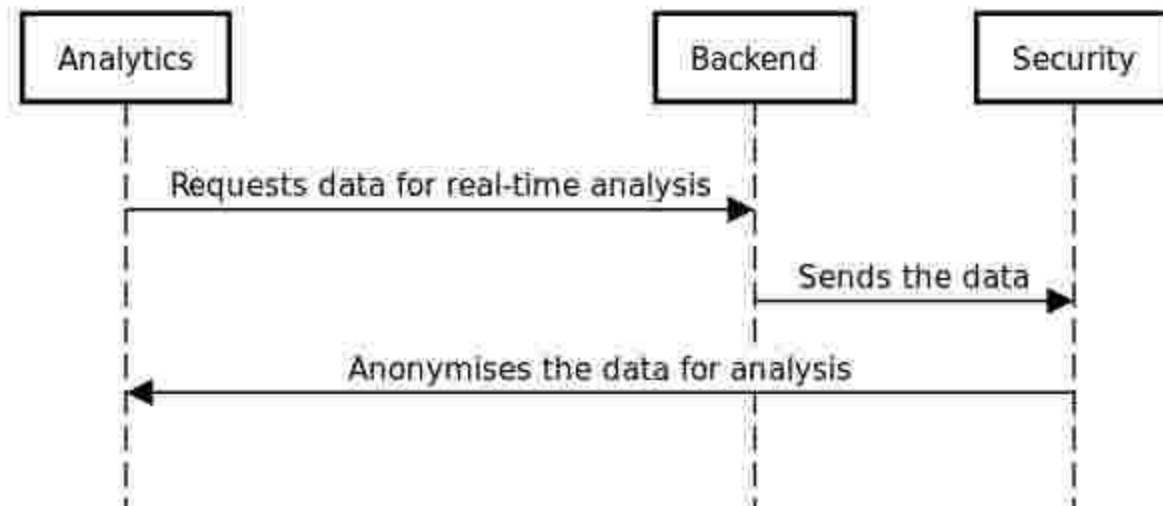 Analytics
Backend
Security
Requests data for real-time analysis
Sends the data
Anonymises the data for analysis